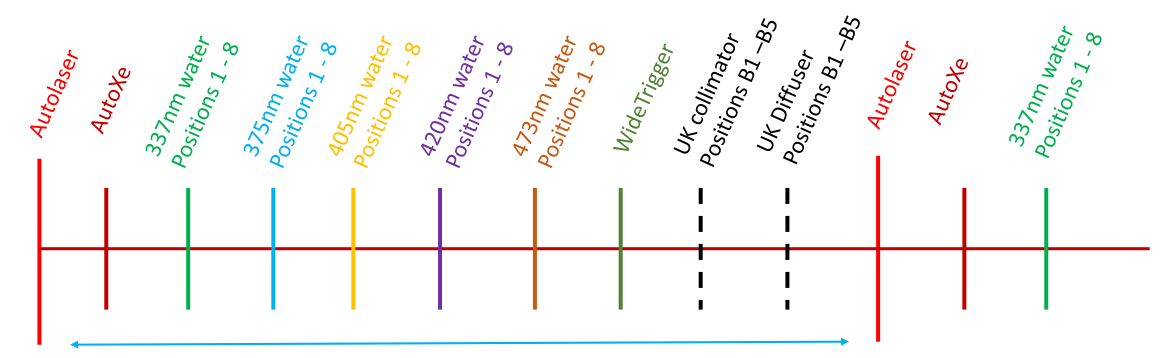 Autolaser
AutoXe
337nm water
Positions 1 - 8
375nm water
Positions 1 - 8
405nm water
Positions 1 - 8
420nm water
Positions 1 - 8
473nm water
Positions 1 - 8
WideTrigger
UK collimator
Positions B1 –B5
UK Diffuser
Positions B1 –B5
Autolaser
AutoXe
337nm water
Positions 1 - 8